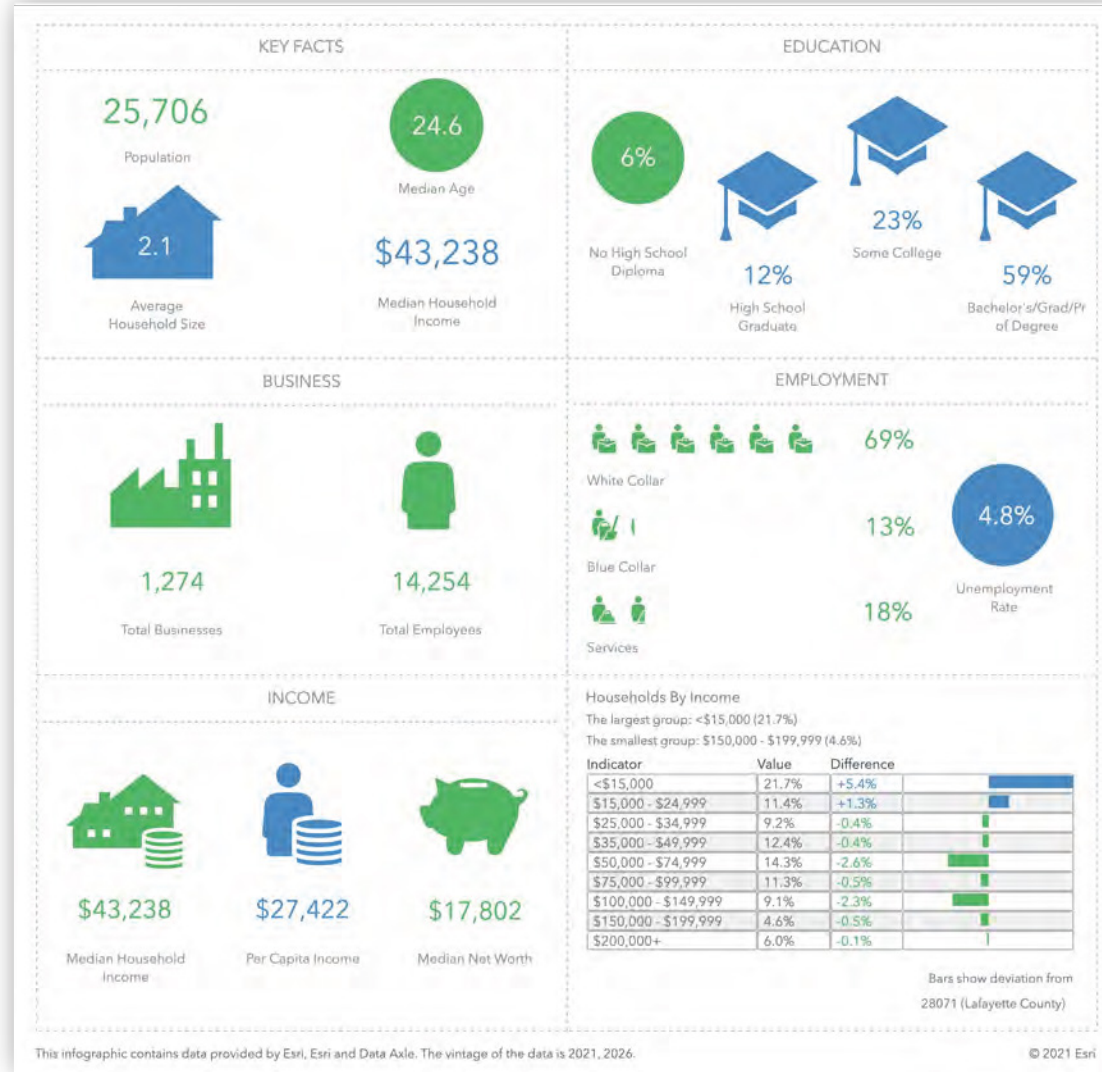 KEY FACTS
25,706
Population
24.6
Median Age
2.1
Average
Household Size
$43,238
Median Household
Income
EDUCATION
6%
No High School
Diploma
12%
High School
Graduate
23%
Some College
59%
Bachelor's/Grad/Pr
of Degree
BUSINESS
1,274
Total Businesses
14,254
Total Employees
EMPLOYMENT
69%
White Collar
13%
Blue Collar
18%
Services
4.8%
Unemployment
Rate
INCOME
$43,238
Median Household
Income
$27,422
Per Capita Income
$17,802
Median Net Worth
Households By Income
The largest group: <$15,000 (21.7%)
The smallest group: $150,000 - $199,999 (4.6%)
Indicator Value Difference
<$15,000 21.7% +5.4%
$15,000 - $24,999 11.4% +1.3%
$25,000 - $34,999 9.2% -0.4%
$35,000 - $49,999 12.4% -0.4%
$50,000 - $74,999 14.3% -2.6%
$75,000 - $99,999 11.3% -0.5%
$100,000 - $149,999 9.1% -2.3%
$150,000 - $199,999 4.6% -0.5%
$200,000+ 6.0% -0.1%
Bars show deviation from
28071 (Lafayette County)
This infographic contains data provided by Esri, Esri and Data Axle. The vintage of the data is 2021, 2026.
© 2021 Esri